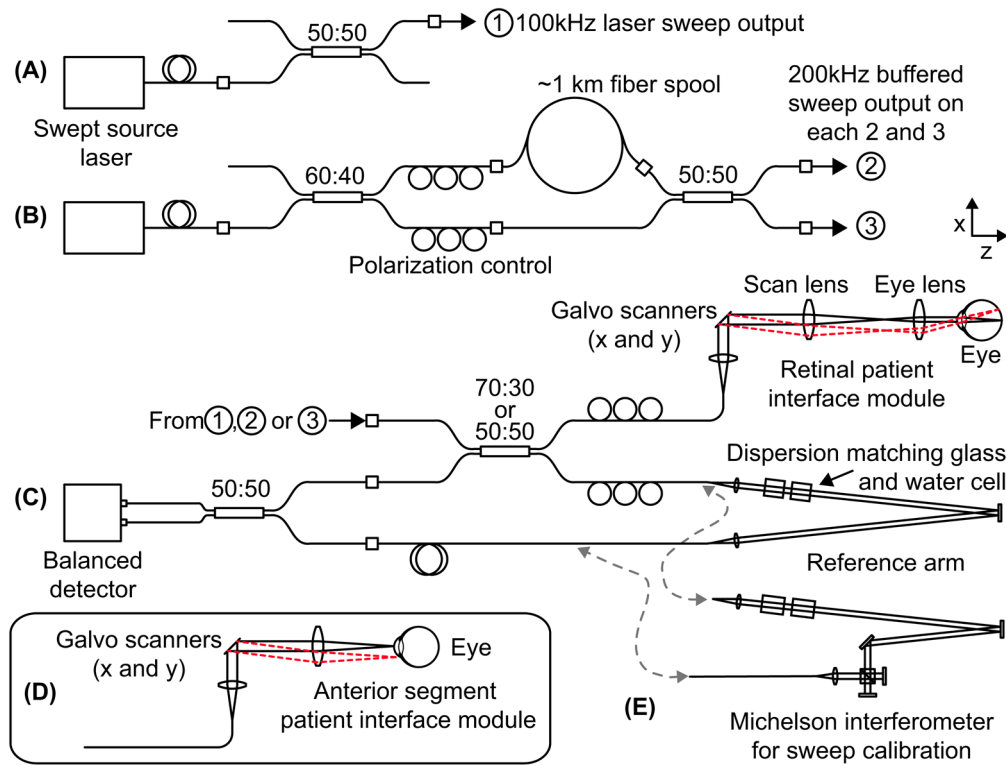 50:50
① 100kHz laser sweep output
(A)
Swept source
laser
~1 km fiber spool
200kHz buffered
sweep output on
each 2 and 3
60:40
50:50
②
(B)
③
Polarization control
x
z
Scan lens
Eye lens
Galvo scanners
(x and y)
Eye
Retinal patient
interface module
70:30
or
50:50
From ①,② or ③
Dispersion matching glass
and water cell
(C)
50:50
Balanced
detector
Reference arm
Galvo scanners
(x and y)
Eye
(D)
Anterior segment
patient interface module
(E)
Michelson interferometer
for sweep calibration